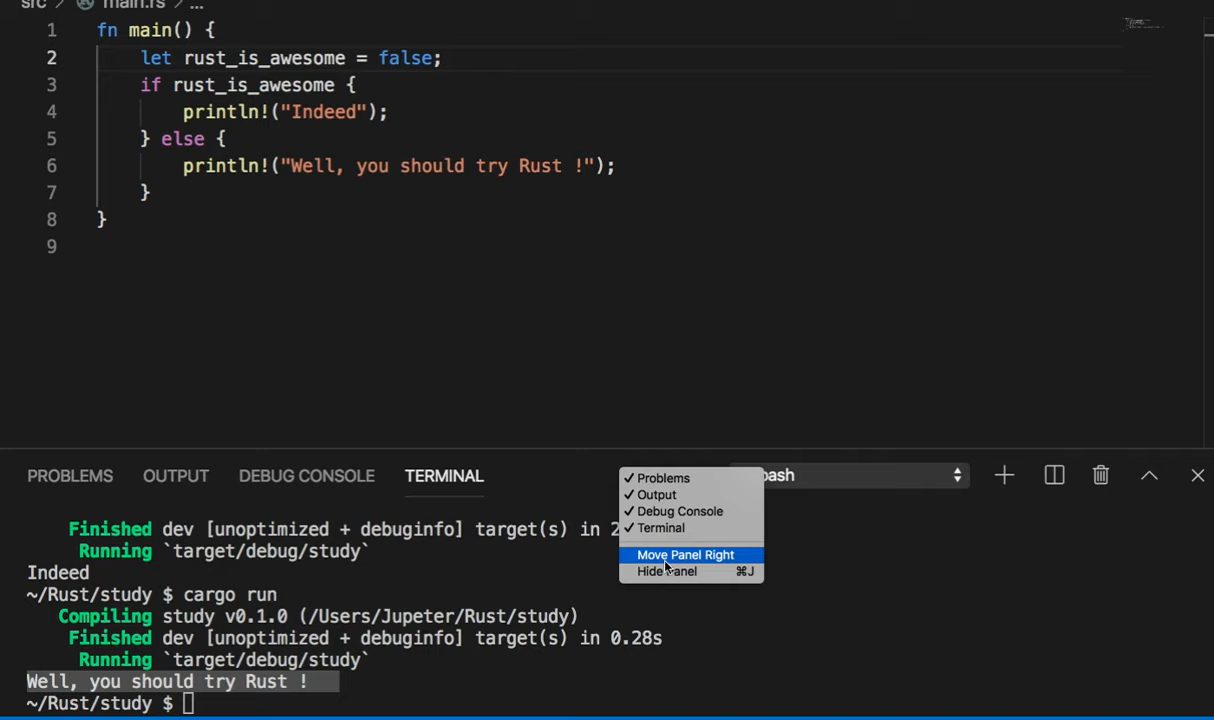 src > main.rs > ...
1 fn main() {
2 let rust_is_awesome = false;
3 if rust_is_awesome {
4 println!("Indeed");
5 } else {
6 println!("Well, you should try Rust !");
7 }
8 }
9
PROBLEMS OUTPUT DEBUG CONSOLE TERMINAL bash
✓ Problems
✓ Output
✓ Debug Console
✓ Terminal
Move Panel Right
Hide Panel ⌘J
Finished dev [unoptimized + debuginfo] target(s) in
Running `target/debug/study`
Indeed
~/Rust/study $ cargo run
Compiling study v0.1.0 (/Users/Jupeter/Rust/study)
Finished dev [unoptimized + debuginfo] target(s) in 0.28s
Running `target/debug/study`
Well, you should try Rust !
~/Rust/study $